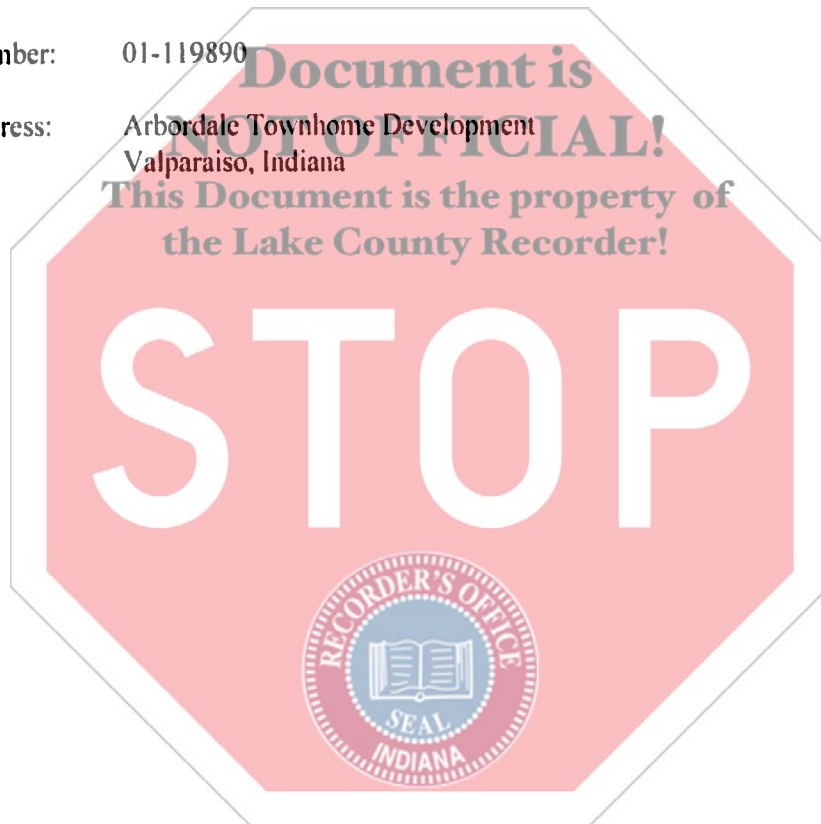 mber: 01-119890
Document is
ress: Arbordale Townhome Development
NOT OFFICIAL!
Valparaiso, Indiana
This Document is the property of
the Lake County Recorder!
STOP
RECORDER'S OFFICE
SEAL
INDIANA